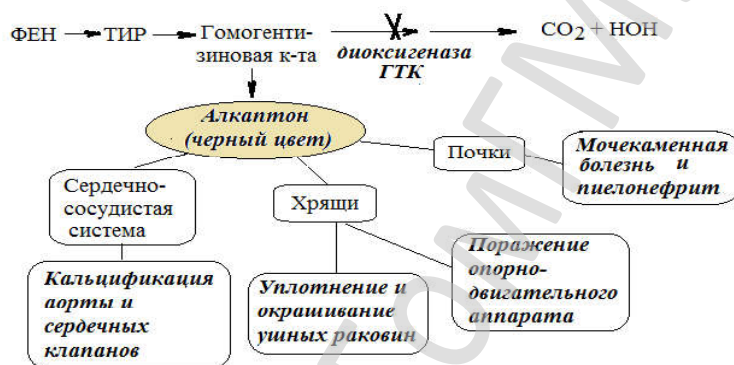 ФЕН ТИР Гомогенти-
зиновая к-та
диоксигеназа
ГТК
CO2 + HOH
Алкаптон
(черный цвет)
Почки
Мочекаменная
болезнь и
пиелонефрит
Сердечно-
сосудистая
система
Хрящи
Кальцификация
аорты и
сердечных
клапанов
Уплотнение и
окрашивание
ушных раковин
Поражение
опорно-
двигательного
аппарата